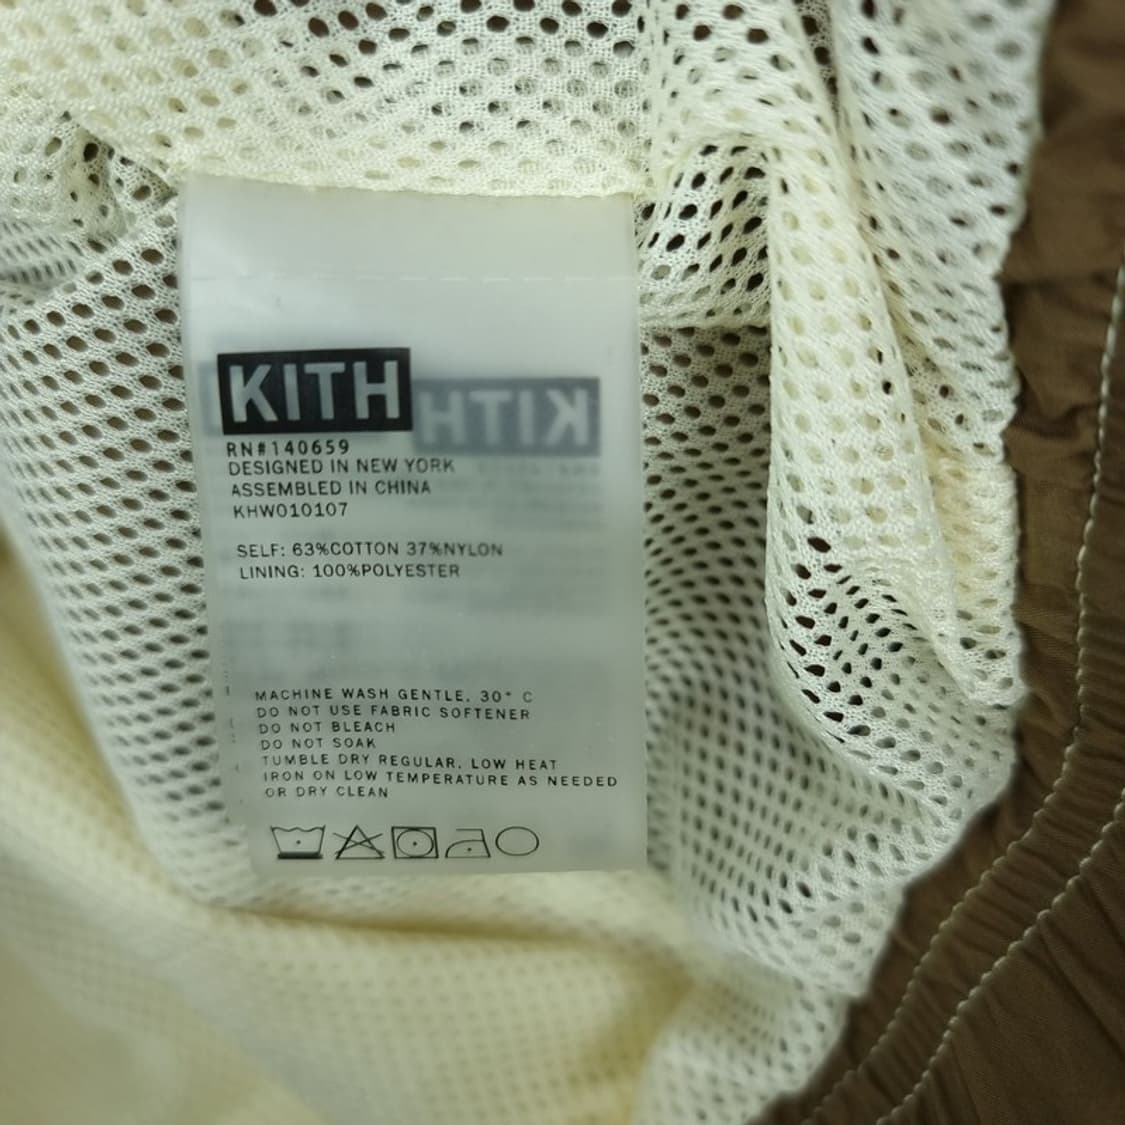 KITH
RN#140659
DESIGNED IN NEW YORK
ASSEMBLED IN CHINA
KHW010107
SELF: 63%COTTON 37%NYLON
LINING: 100%POLYESTER
MACHINE WASH GENTLE, 30° C
DO NOT USE FABRIC SOFTENER
DO NOT BLEACH
DO NOT SOAK
TUMBLE DRY REGULAR, LOW HEAT
IRON ON LOW TEMPERATURE AS NEEDED
OR DRY CLEAN
KITH